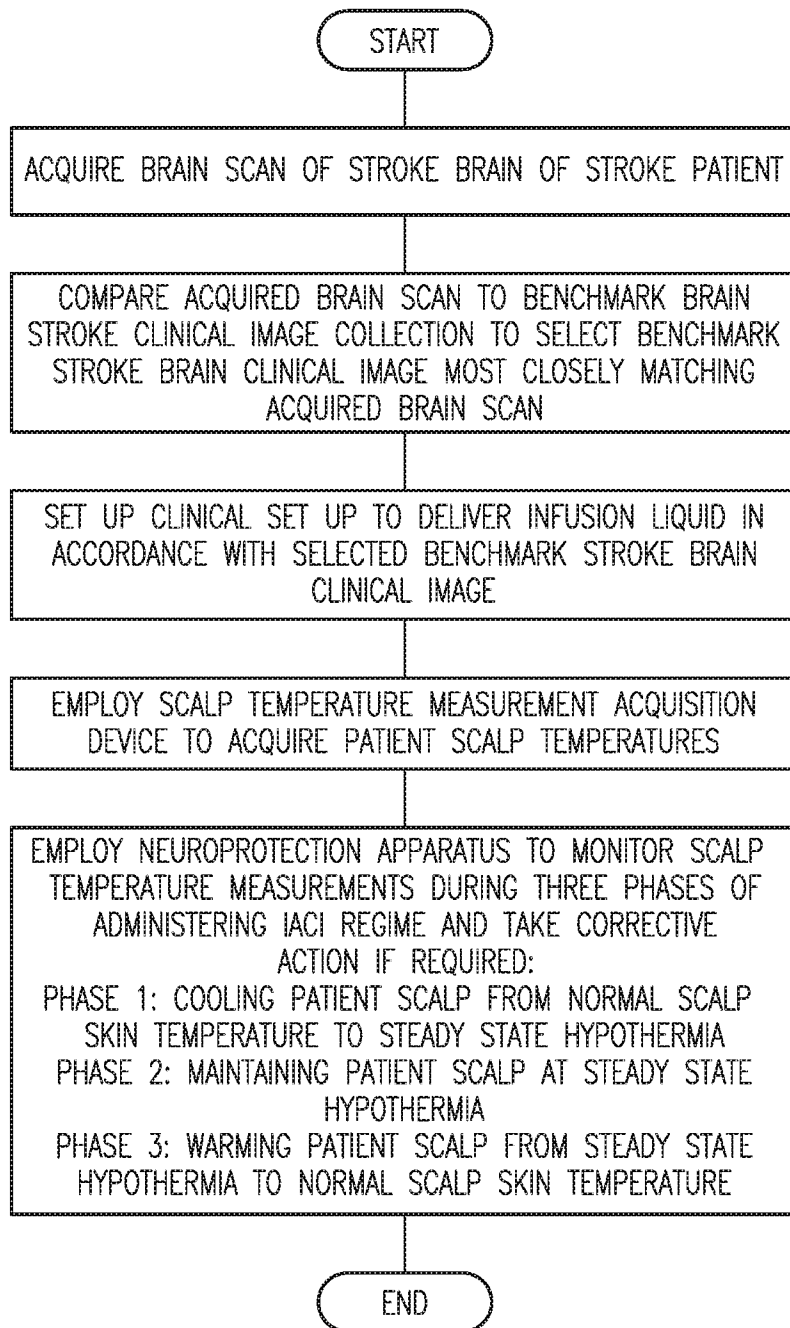 START
ACQUIRE BRAIN SCAN OF STROKE BRAIN OF STROKE PATIENT
COMPARE ACQUIRED BRAIN SCAN TO BENCHMARK BRAIN
STROKE CLINICAL IMAGE COLLECTION TO SELECT BENCHMARK
STROKE BRAIN CLINICAL IMAGE MOST CLOSELY MATCHING
ACQUIRED BRAIN SCAN
SET UP CLINICAL SET UP TO DELIVER INFUSION LIQUID IN
ACCORDANCE WITH SELECTED BENCHMARK STROKE BRAIN
CLINICAL IMAGE
EMPLOY SCALP TEMPERATURE MEASUREMENT ACQUISITION
DEVICE TO ACQUIRE PATIENT SCALP TEMPERATURES
EMPLOY NEUROPROTECTION APPARATUS TO MONITOR SCALP
TEMPERATURE MEASUREMENTS DURING THREE PHASES OF
ADMINISTERING IACI REGIME AND TAKE CORRECTIVE
ACTION IF REQUIRED:
PHASE 1: COOLING PATIENT SCALP FROM NORMAL SCALP
SKIN TEMPERATURE TO STEADY STATE HYPOTHERMIA
PHASE 2: MAINTAINING PATIENT SCALP AT STEADY STATE
HYPOTHERMIA
PHASE 3: WARMING PATIENT SCALP FROM STEADY STATE
HYPOTHERMIA TO NORMAL SCALP SKIN TEMPERATURE
END